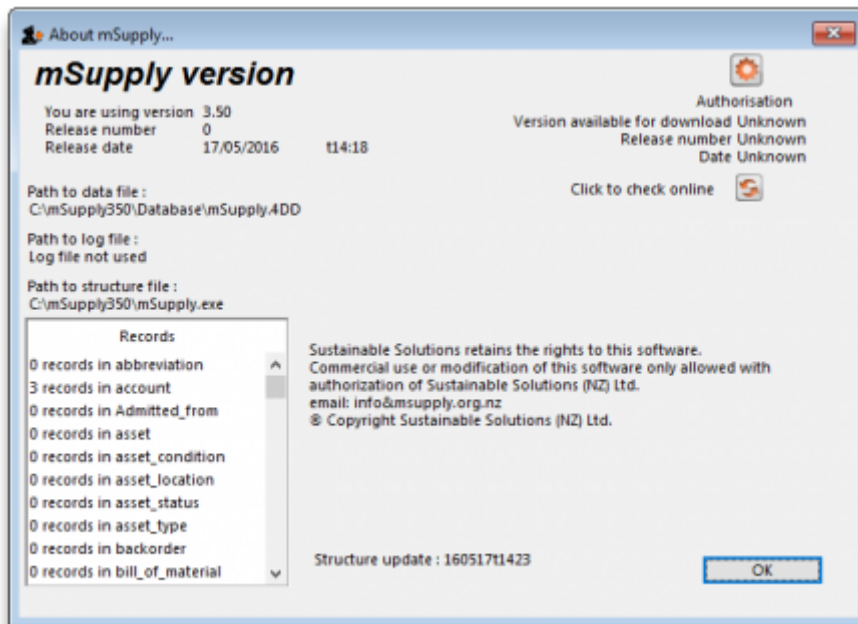 About mSupply...
mSupply version
You are using version 3.50
Release number 0
Release date 17/05/2016 t14:18
Authorisation
Version available for download Unknown
Release number Unknown
Date Unknown
Click to check online
Path to data file :
C:\mSupply350\Database\mSupply.4DD
Path to log file :
Log file not used
Path to structure file :
C:\mSupply350\mSupply.exe
Records
0 records in abbreviation
3 records in account
0 records in Admitted_from
0 records in asset
0 records in asset_condition
0 records in asset_location
0 records in asset_status
0 records in asset_type
0 records in backorder
0 records in bill_of_material
Sustainable Solutions retains the rights to this software.
Commercial use or modification of this software only allowed with
authorization of Sustainable Solutions (NZ) Ltd.
email: info&msupply.org.nz
® Copyright Sustainable Solutions (NZ) Ltd.
Structure update : 160517t1423
OK